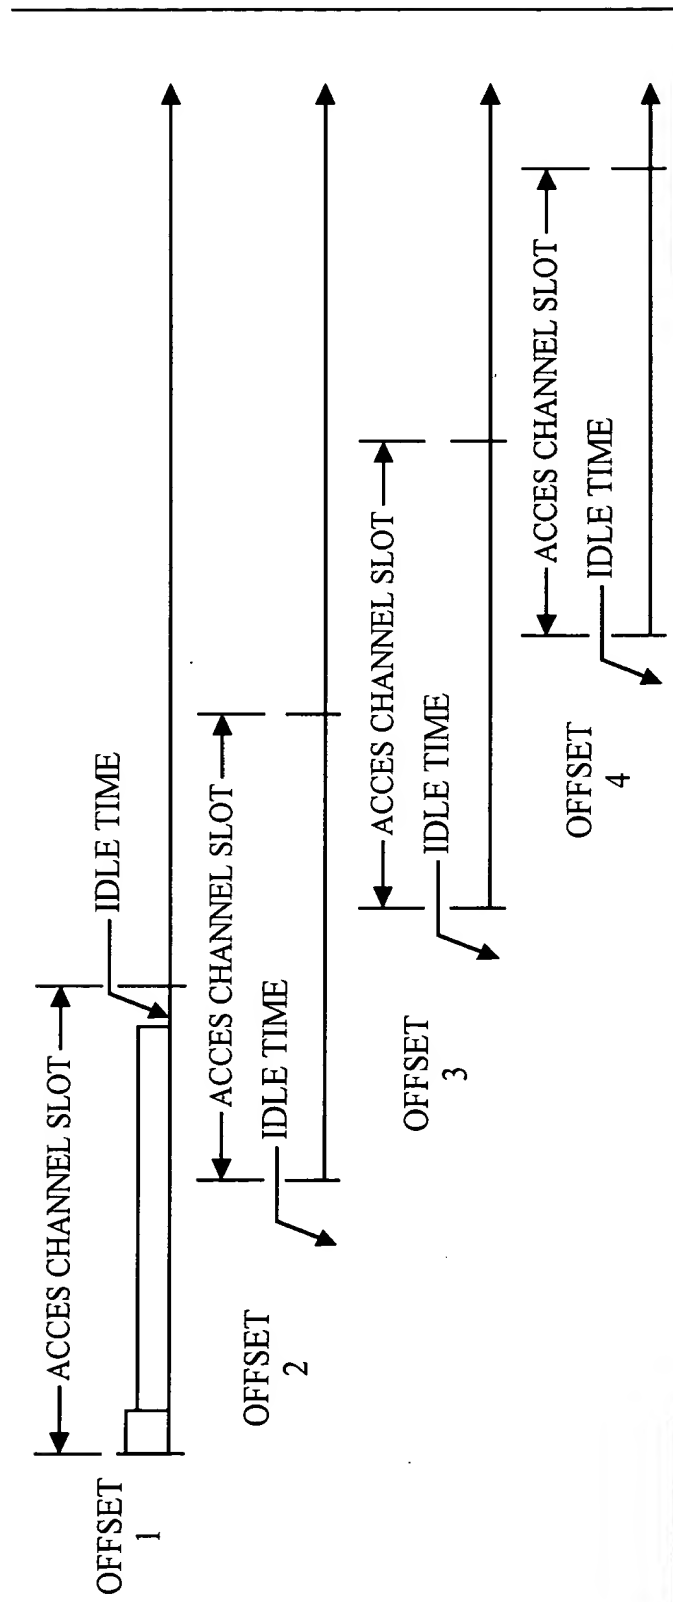 OFFSET
1
ACCES CHANNEL SLOT
IDLE TIME
OFFSET
2
ACCES CHANNEL SLOT
IDLE TIME
OFFSET
3
ACCES CHANNEL SLOT
IDLE TIME
OFFSET
4
ACCES CHANNEL SLOT
IDLE TIME